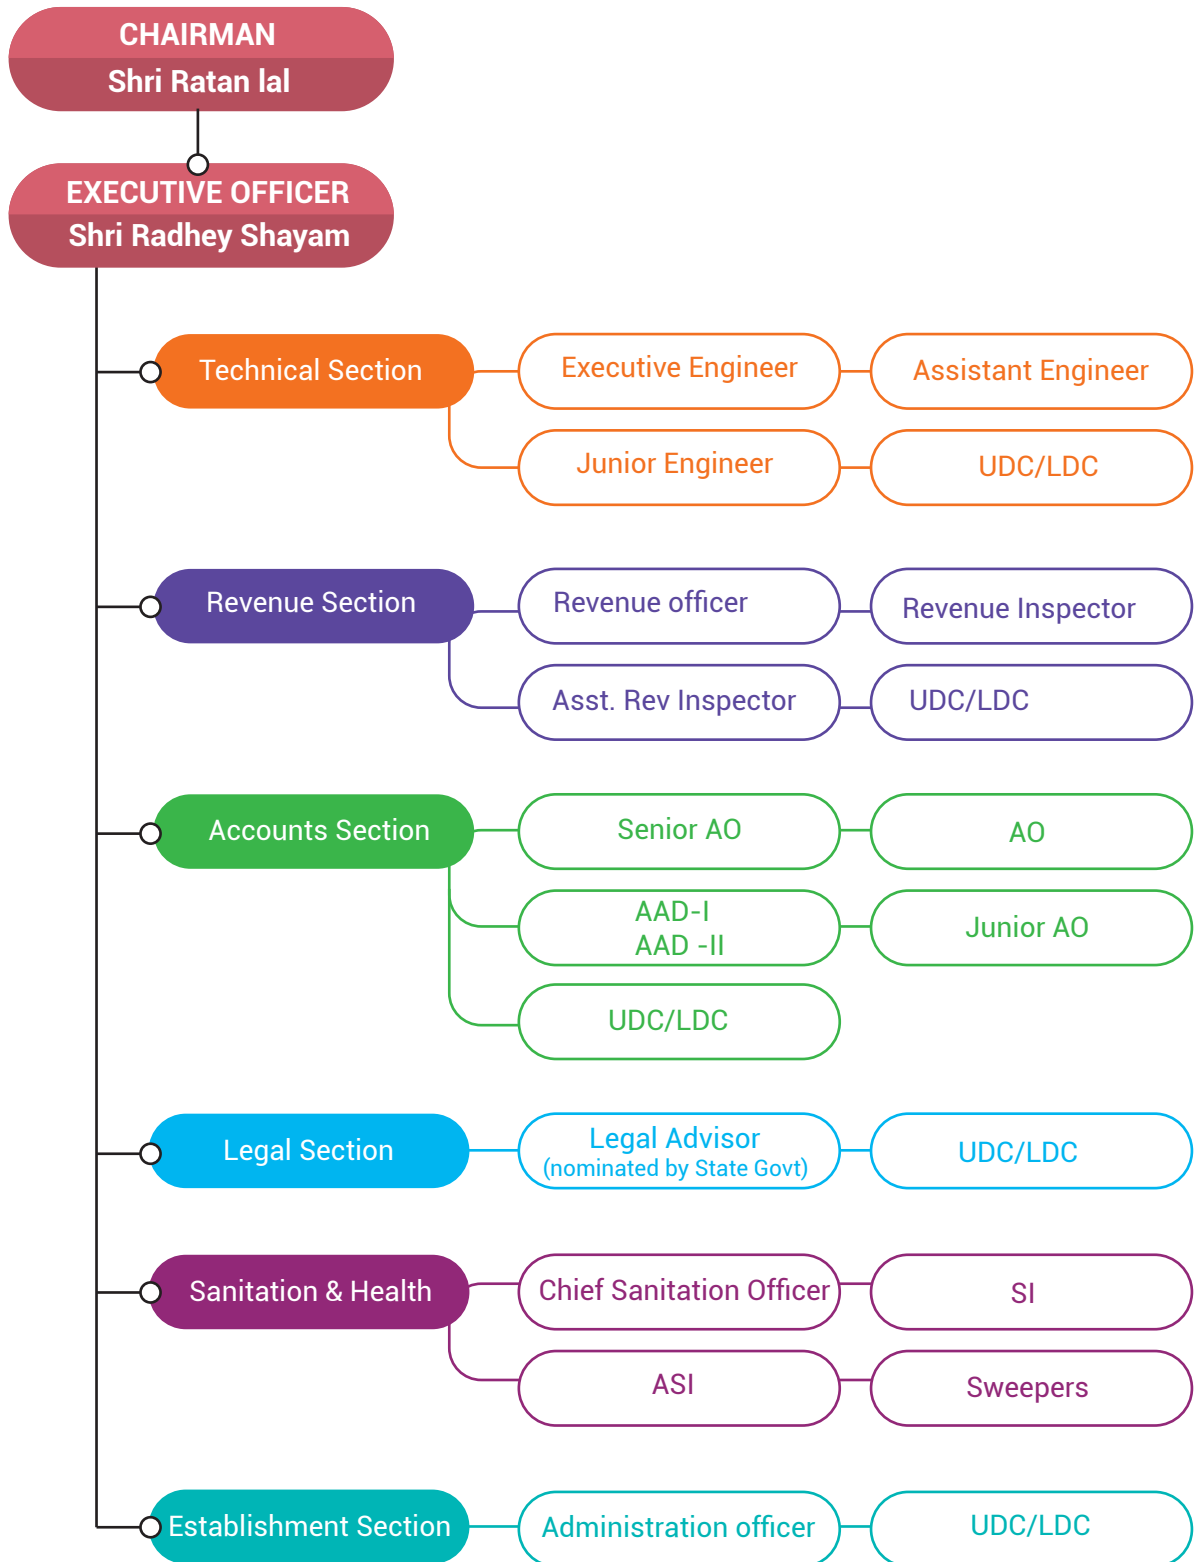 CHAIRMAN
Shri Ratan lal
EXECUTIVE OFFICER
Shri Radhey Shayam
Technical Section
Executive Engineer
Assistant Engineer
Junior Engineer
UDC/LDC
Revenue Section
Revenue officer
Revenue Inspector
Asst. Rev Inspector
UDC/LDC
Accounts Section
Senior AO
AO
AAD-I
AAD -II
Junior AO
UDC/LDC
Legal Section
Legal Advisor
(nominated by State Govt)
UDC/LDC
Sanitation & Health
Chief Sanitation Officer
SI
ASI
Sweepers
Establishment Section
Administration officer
UDC/LDC